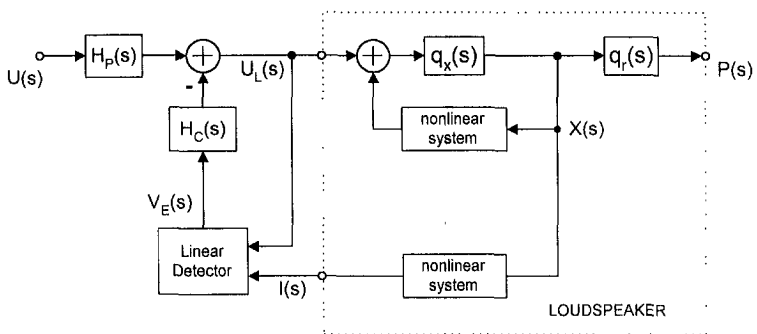 H_P(s)
+
q_x(s)
q_r(s)
U(s)
U_L(s)
+
P(s)
-
nonlinear
system
X(s)
H_C(s)
V_E(s)
Linear
Detector
nonlinear
system
I(s)
LOUDSPEAKER